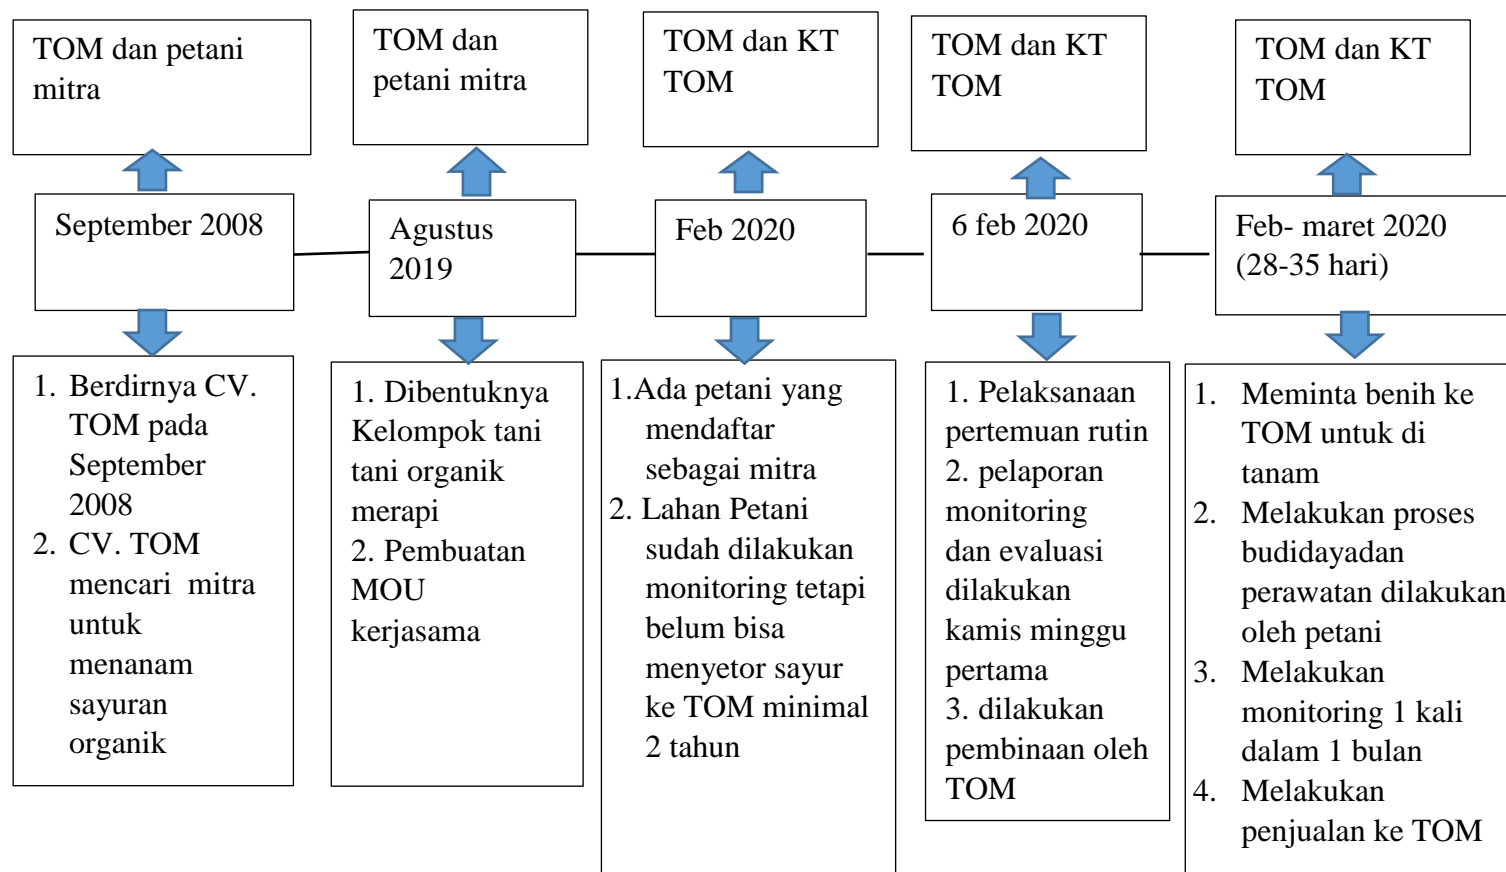 TOM dan petani
mitra
TOM dan
petani mitra
TOM dan KT
TOM
TOM dan KT
TOM
TOM dan KT
TOM
September 2008
Agustus
2019
Feb 2020
6 feb 2020
Feb- maret 2020
(28-35 hari)
1. Berdirnya CV.
TOM pada
September
2008
2. CV. TOM
mencari mitra
untuk
menanam
sayuran
organik
1. Dibentuknya
Kelompok tani
tani organik
merapi
2. Pembuatan
MOU
kerjasama
1.Ada petani yang
mendaftar
sebagai mitra
2. Lahan Petani
sudah dilakukan
monitoring tetapi
belum bisa
menyetor sayur
ke TOM minimal
2 tahun
1. Pelaksanaan
pertemuan rutin
2. pelaporan
monitoring
dan evaluasi
dilakukan
kamis minggu
pertama
3. dilakukan
pembinaan oleh
TOM
1. Meminta benih ke
TOM untuk di
tanam
2. Melakukan proses
budidayadan
perawatan dilakukan
oleh petani
3. Melakukan
monitoring 1 kali
dalam 1 bulan
4. Melakukan
penjualan ke TOM